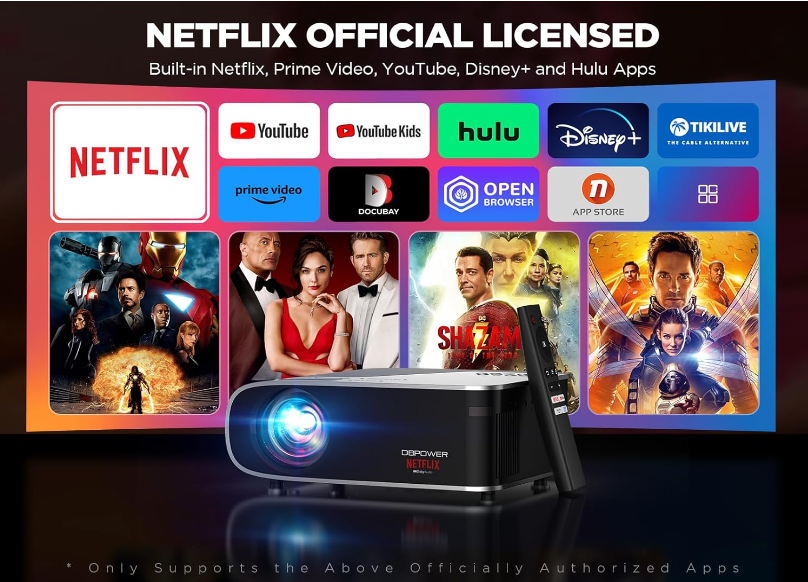 NETFLIX OFFICIAL LICENSED
Built-in Netflix, Prime Video, YouTube, Disney+ and Hulu Apps
NETFLIX
YouTube
YouTube Kids
hulu
Disney+
TIKILIVE
THE CABLE ALTERNATIVE
prime video
DOCUBAY
OPEN
BROWSER
n
APP STORE
DC
SHAZAM
DBPOWER
NETFLIX
* Only Supports the Above Officially Authorized Apps